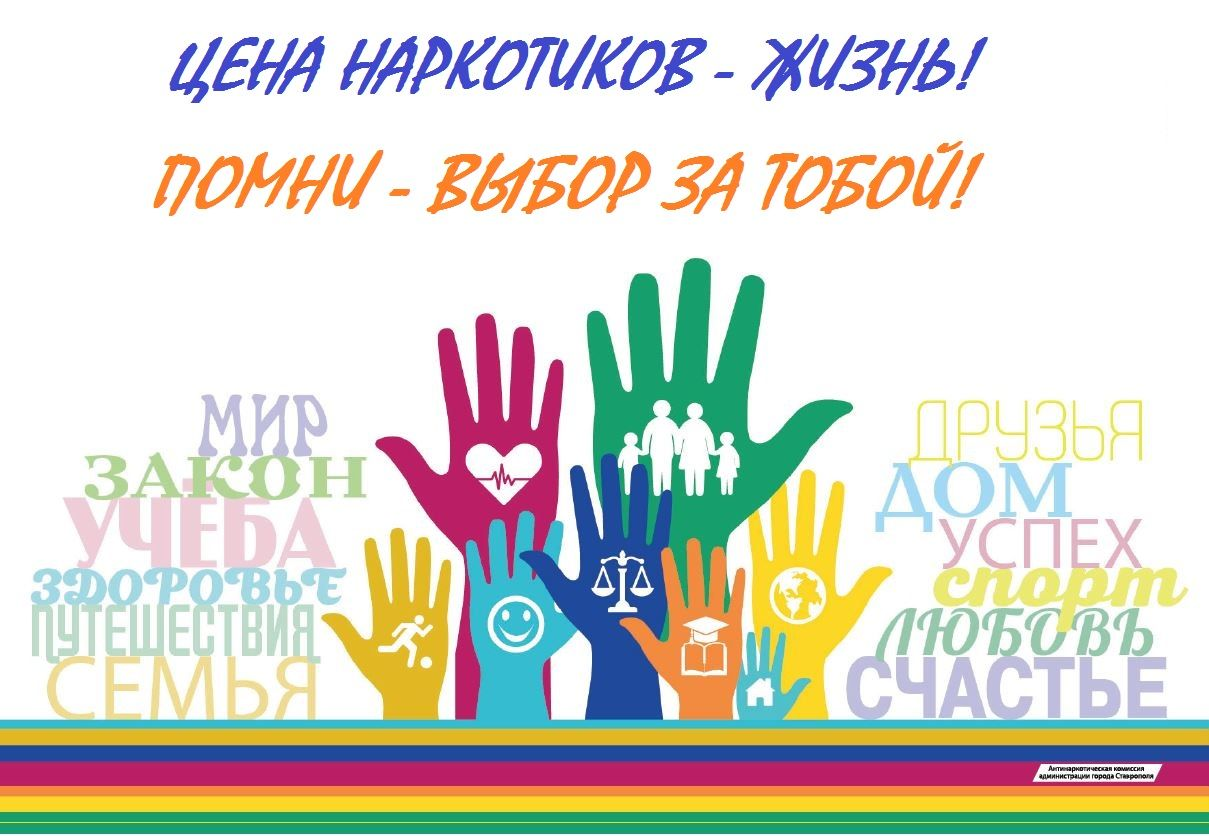 ЦЕНА НАРКОТИКОВ - ЖИЗНЬ!
ПОМНИ - ВЫБОР ЗА ТОБОЙ!
МИР
ЗАКОН
УЧЁБА
ЗДОРОВЬЕ
ПУТЕШЕСТВИЯ
СЕМЬЯ
ДРУЗЬЯ
ДОМ
УСПЕХ
спорт
ЛЮБОВЬ
СЧАСТЬЕ
Антинаркотическая комиссия
администрации города Ставрополя